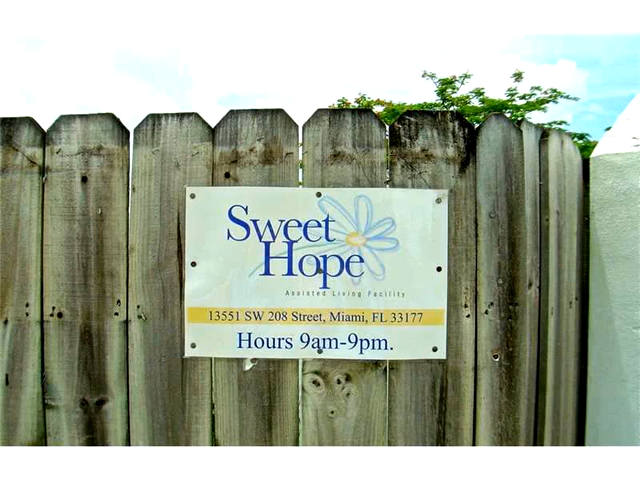 Sweet
Hope
Assisted Living Facility
13551 SW 208 Street, Miami, FL 33177
Hours 9am-9pm.